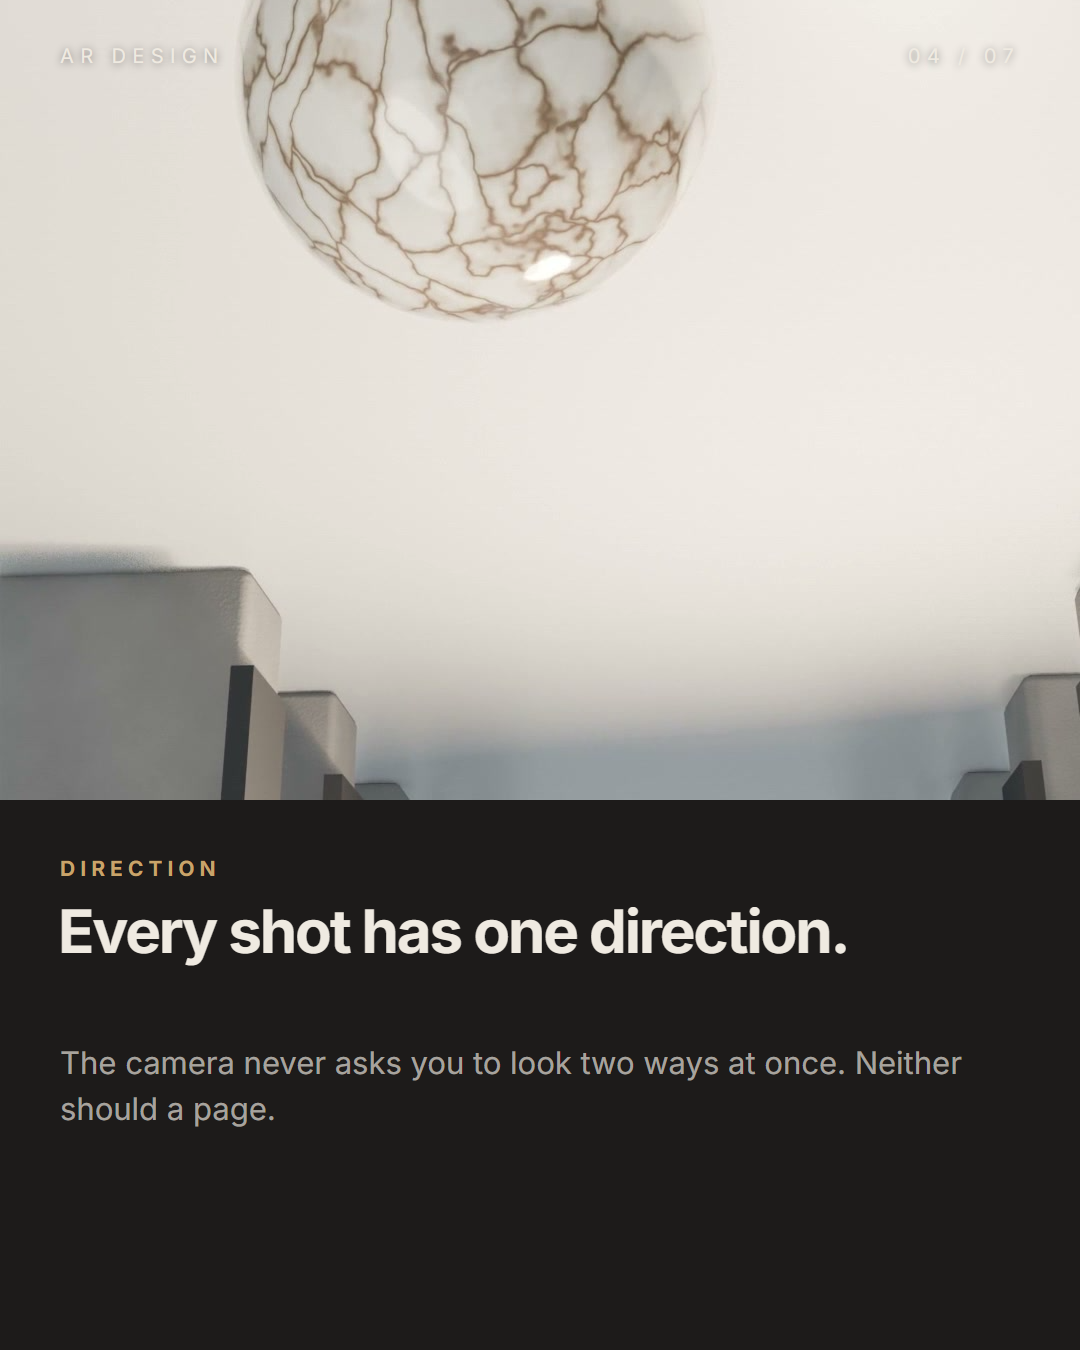 AR DESIGN
04 / 07
DIRECTION
Every shot has one direction.
The camera never asks you to look two ways at once. Neither
should a page.